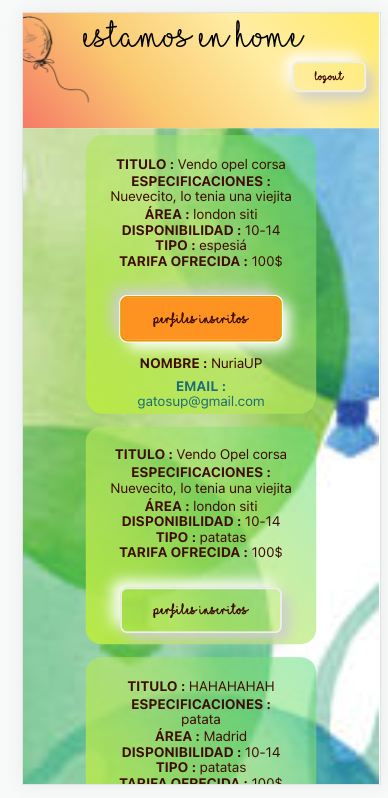 estamos en home
logout
TITULO : Vendo opel corsa
ESPECIFICACIONES :
Nuevecito, lo tenia una viejita
ÁREA : london siti
DISPONIBILIDAD : 10-14
TIPO : espesiá
TARIFA OFRECIDA : 100$
perfiles inscritos
NOMBRE : NuriaUP
EMAIL :
gatosup@gmail.com
TITULO : Vendo Opel corsa
ESPECIFICACIONES :
Nuevecito, lo tenia una viejita
ÁREA : london siti
DISPONIBILIDAD : 10-14
TIPO : patatas
TARIFA OFRECIDA : 100$
perfiles inscritos
TITULO : HAHAHAHAH
ESPECIFICACIONES :
patata
ÁREA : Madrid
DISPONIBILIDAD : 10-14
TIPO : patatas
TARIFA OFRECIDA : 100$